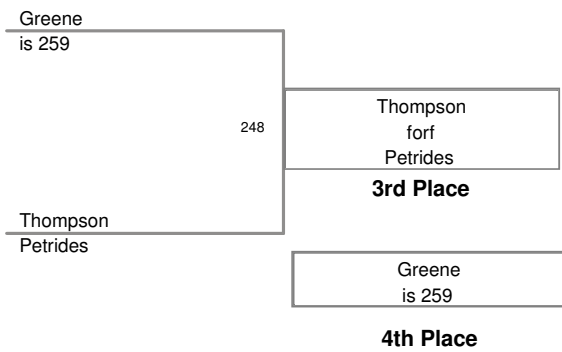 Greene
is 259
248
Thompson
forf
Petrides
3rd Place
Thompson
Petrides
Greene
is 259
4th Place